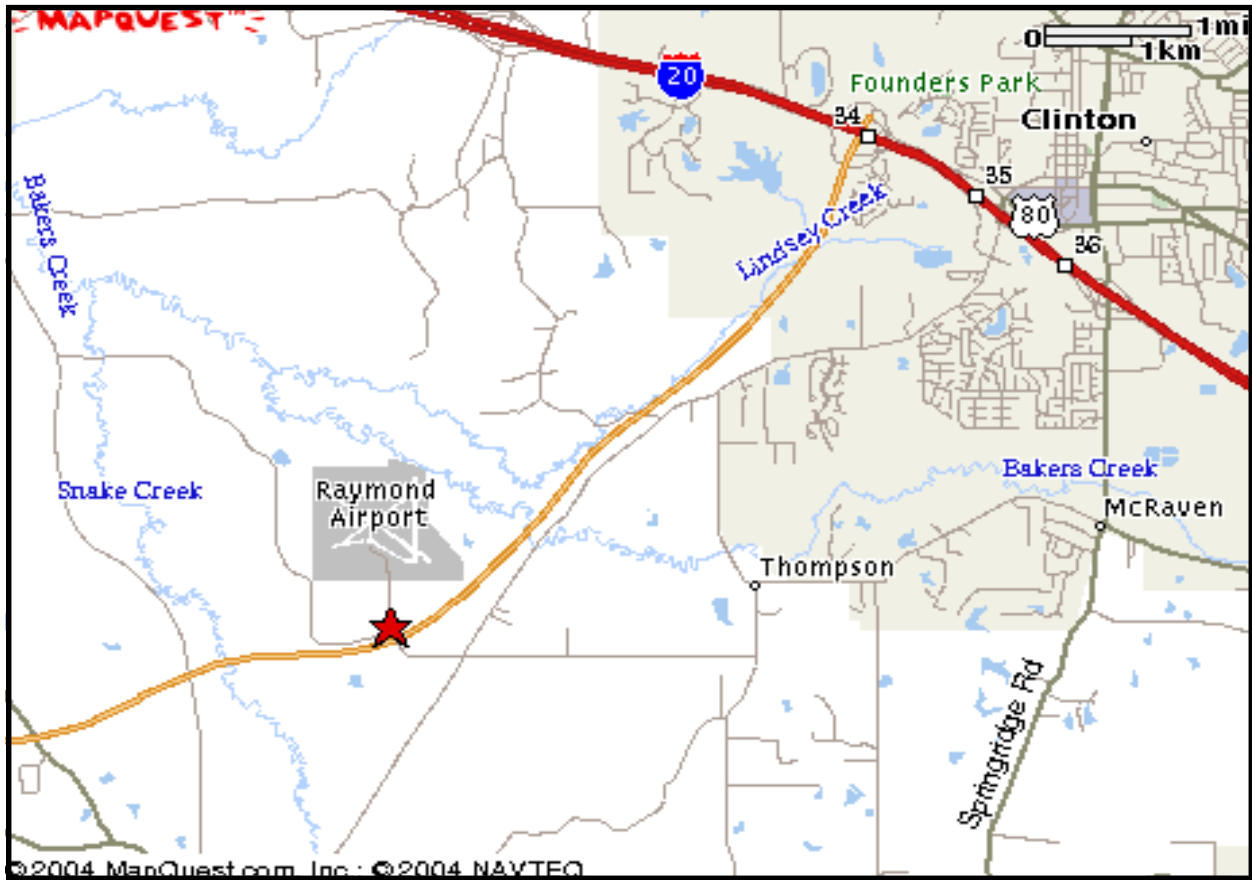 MAPQUEST
0 1mi
1km
20
Founders Park
34
Clinton
35
80
36
Bakers Creek
Lindsey Creek
Snake Creek
Raymond
Airport
Bakers Creek
McRaven
Thompson
Springridge Rd
©2004 MapQuest.com, Inc.; ©2004 NAVTEQ